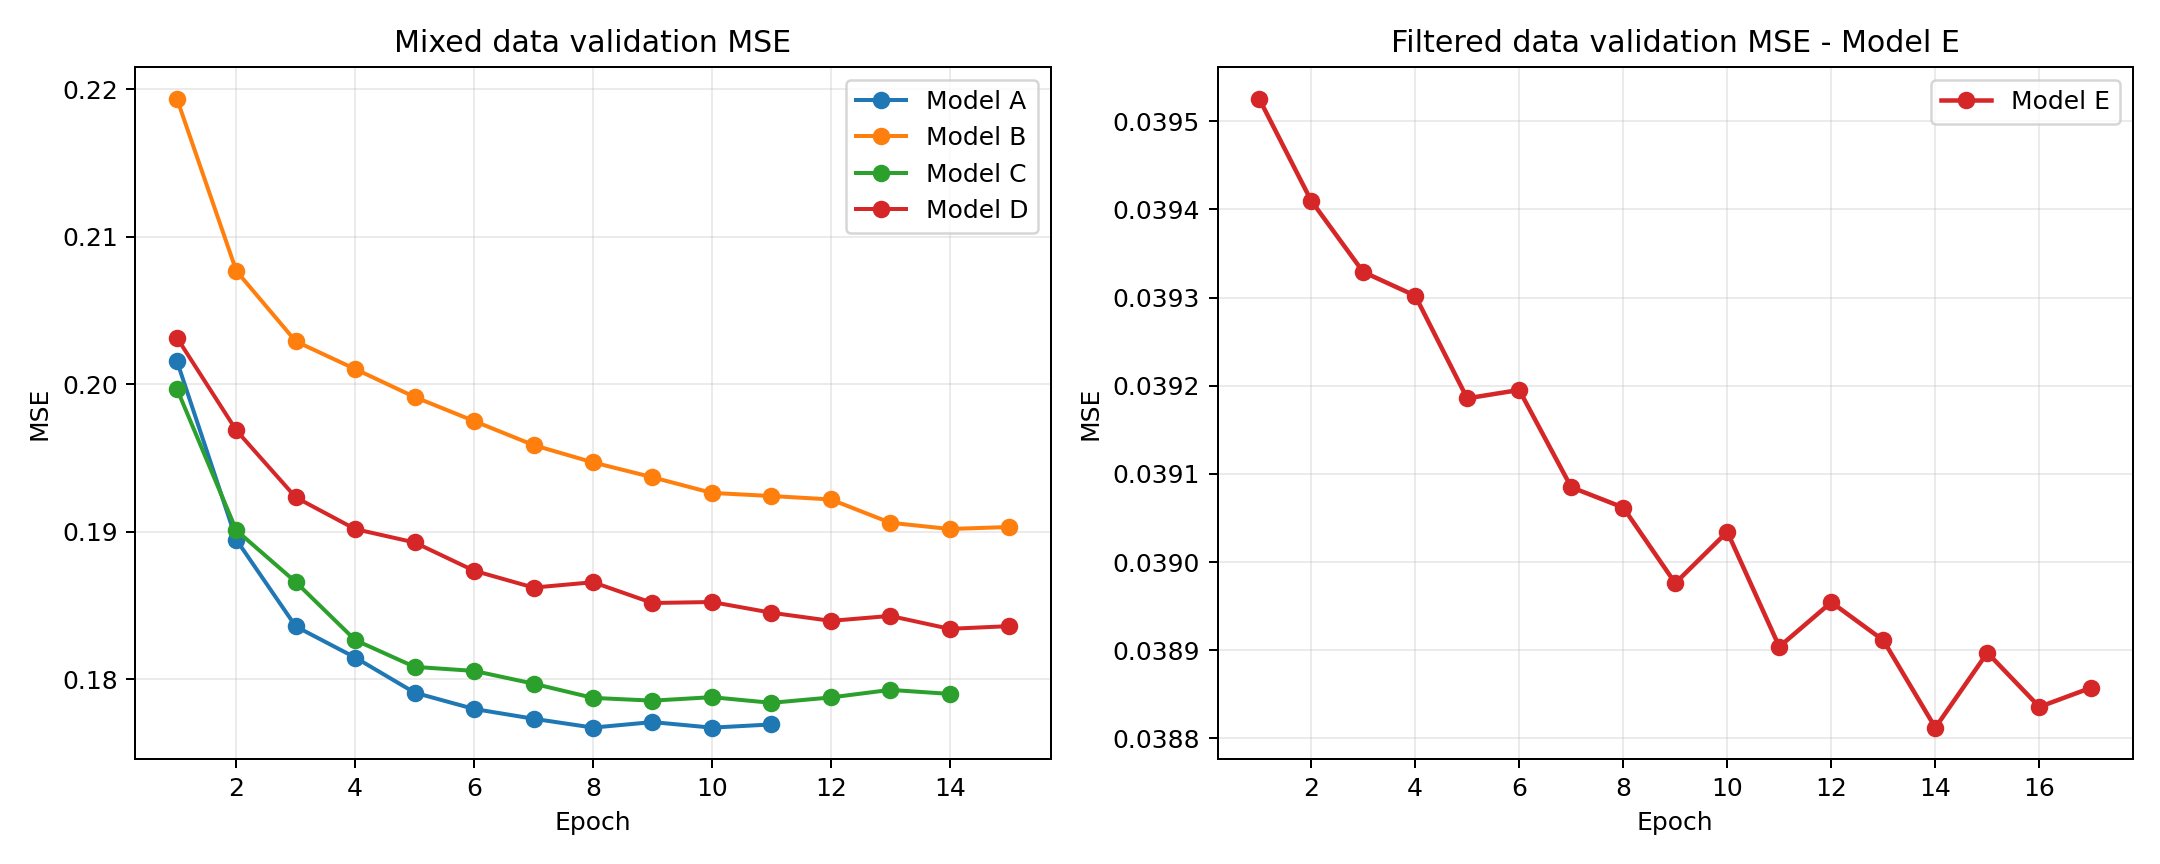 Mixed data validation MSE
0.22
0.21
0.20
0.19
0.18
MSE
2 4 6 8 10 12 14
Epoch
Model A
Model B
Model C
Model D
Filtered data validation MSE - Model E
0.0395
0.0394
0.0393
0.0392
0.0391
0.0390
0.0389
0.0388
MSE
2 4 6 8 10 12 14 16
Epoch
Model E